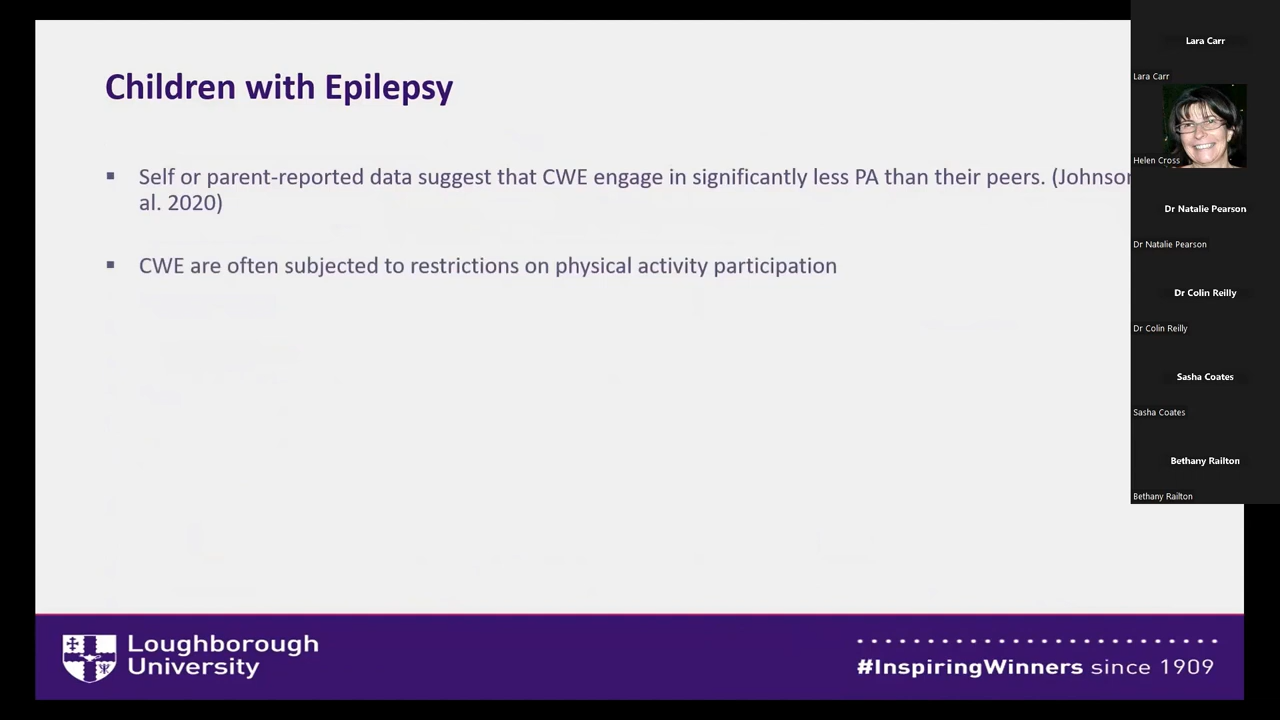 Children with Epilepsy
▪ Self or parent-reported data suggest that CWE engage in significantly less PA than their peers. (Johnson
al. 2020)
▪ CWE are often subjected to restrictions on physical activity participation
Lara Carr
Lara Carr
Helen Cross
Dr Natalie Pearson
Dr Natalie Pearson
Dr Colin Reilly
Dr Colin Reilly
Sasha Coates
Sasha Coates
Bethany Railton
Bethany Railton
Loughborough
University
#InspiringWinners since 1909